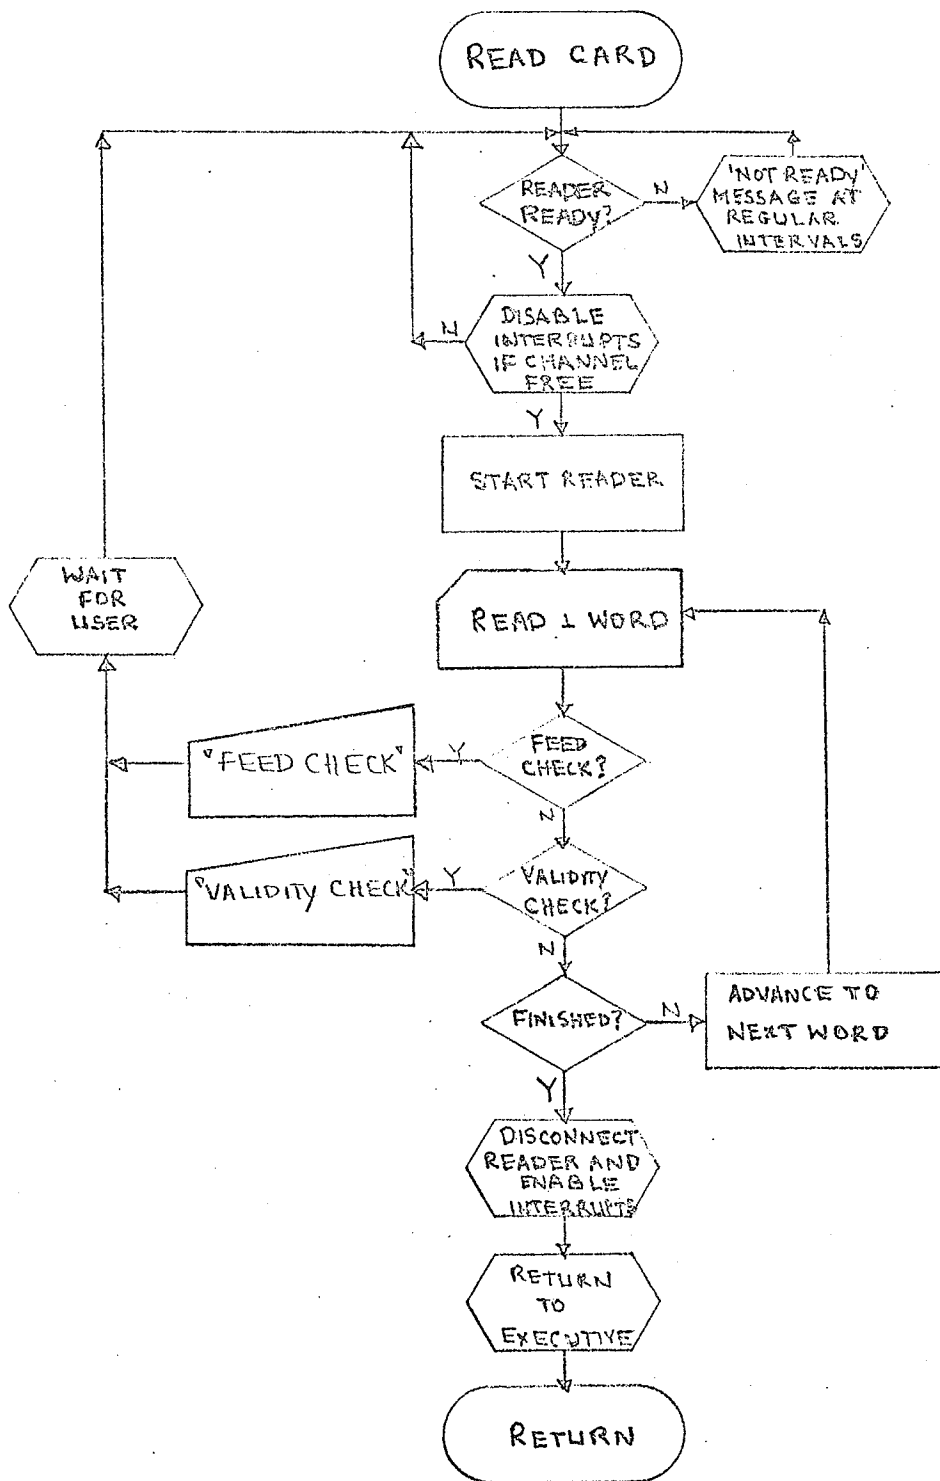 READ CARD
READER
READY?
N
'NOT READY'
MESSAGE AT
REGULAR
INTERVALS
Y
DISABLE
INTERRUPTS
IF CHANNEL
FREE
N
Y
START READER
WAIT
FOR
USER
READ 1 WORD
FEED
CHECK?
Y
"FEED CHECK"
N
VALIDITY
CHECK?
Y
"VALIDITY CHECK"
N
FINISHED?
N
ADVANCE TO
NEXT WORD
Y
DISCONNECT
READER AND
ENABLE
INTERRUPTS
RETURN
TO
EXECUTIVE
RETURN